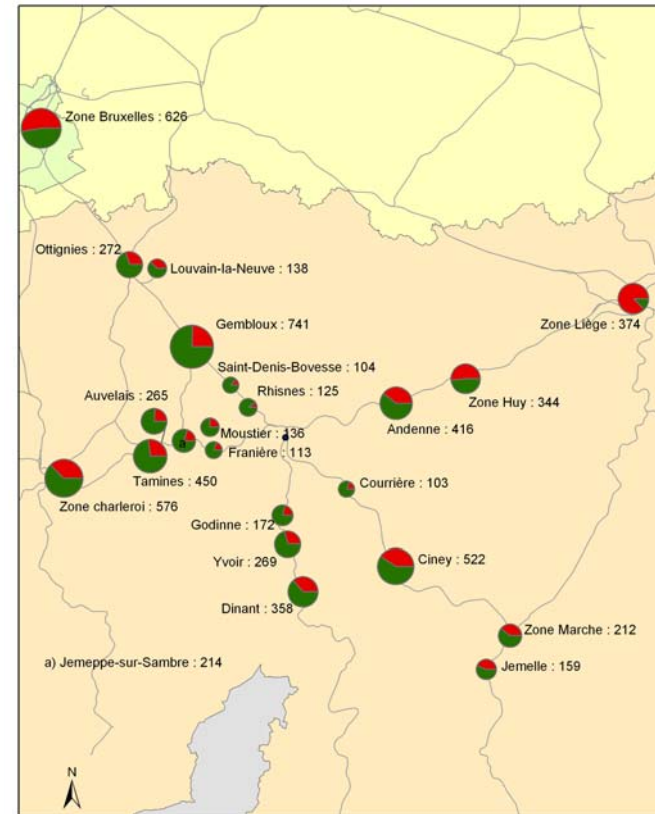 Zone Bruxelles : 626
Ottignies : 272
Louvain-la-Neuve : 138
Zone Liège : 374
Gembloux : 741
Saint-Denis-Bovesse : 104
Rhisnes : 125
Auvelais : 265
Zone Huy : 344
Andenne : 416
Moustier : 136
a
Franière : 113
Tamines : 450
Zone charleroi : 576
Courrière : 103
Godinne : 172
Yvoir : 269
Ciney : 522
Dinant : 358
Zone Marche : 212
a) Jemeppe-sur-Sambre : 214
Jemelle : 159
N